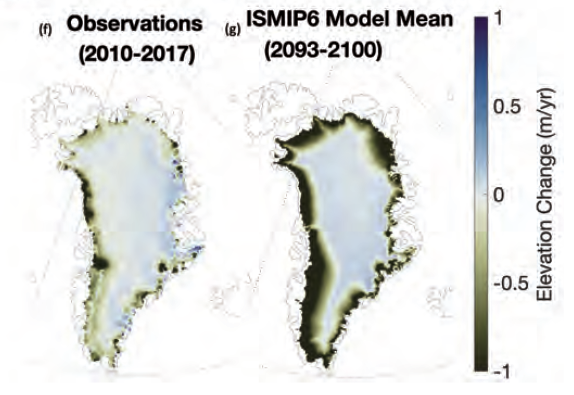 (f) Observations
(2010-2017)
(g) ISMIP6 Model Mean
(2093-2100)
1
0.5
0
-0.5
-1
Elevation Change (m/yr)